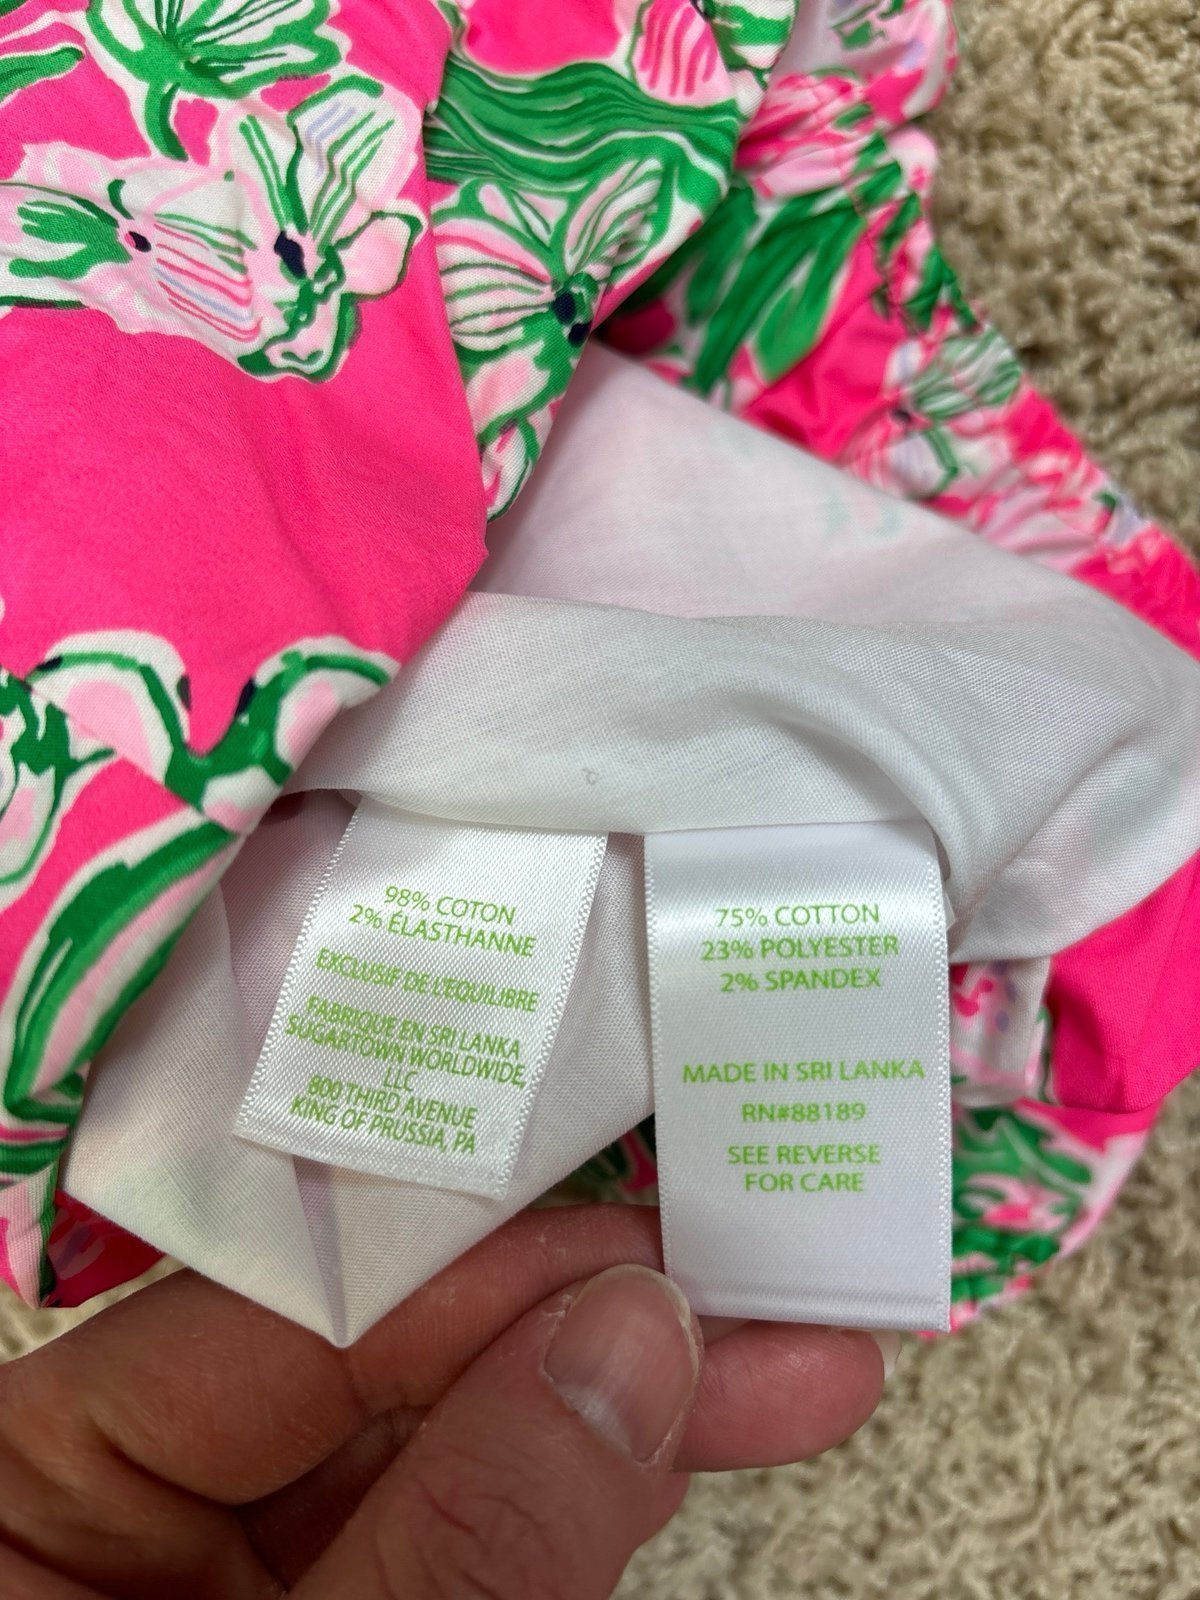 98% COTON
2% ÉLASTHANNE
EXCLUSIF DE L'EQUILIBRE
FABRIQUE EN SRI LANKA
SUGARTOWN WORLDWIDE,
LLC
800 THIRD AVENUE
KING OF PRUSSIA, PA
75% COTTON
23% POLYESTER
2% SPANDEX
MADE IN SRI LANKA
RN#88189
SEE REVERSE
FOR CARE